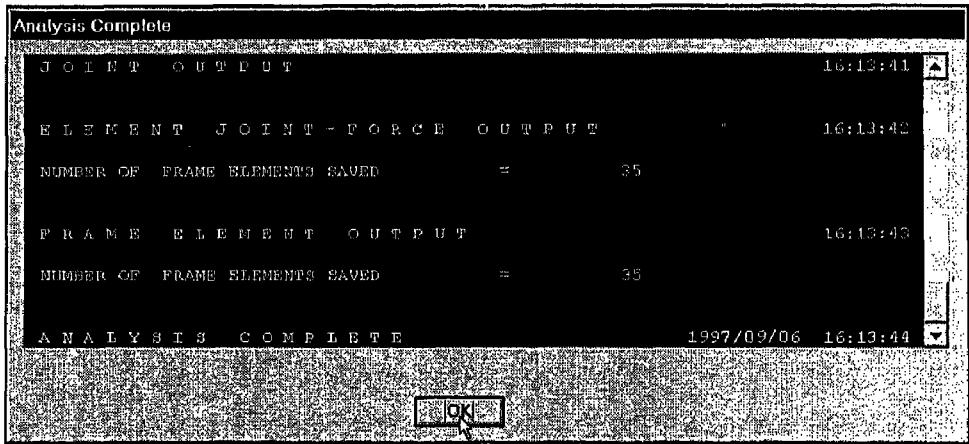 Analysis Complete
J O I N T   O U T P U T   16:13:41
E L E M E N T   J O I N T - F O R C E   O U T P U T   16:13:42
NUMBER OF FRAME ELEMENTS SAVED = 35
F R A M E   E L E M E N T   O U T P U T   16:13:43
NUMBER OF FRAME ELEMENTS SAVED = 35
A N A L Y S I S   C O M P L E T E   1997/09/06 16:13:44
OK